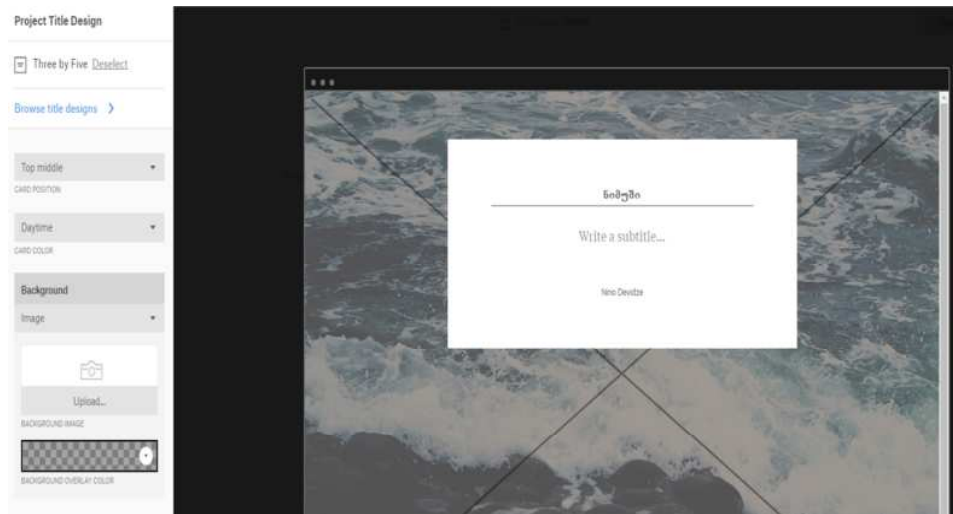 Project Title Design
Three by Five Deselect
Browse title designs
Top middle
CARD POSITION
Daytime
CARD COLOR
Background
Image
Upload...
BACKGROUND IMAGE
BACKGROUND OVERLAY COLOR
ნიმუში
Write a subtitle...
Nino Devdze